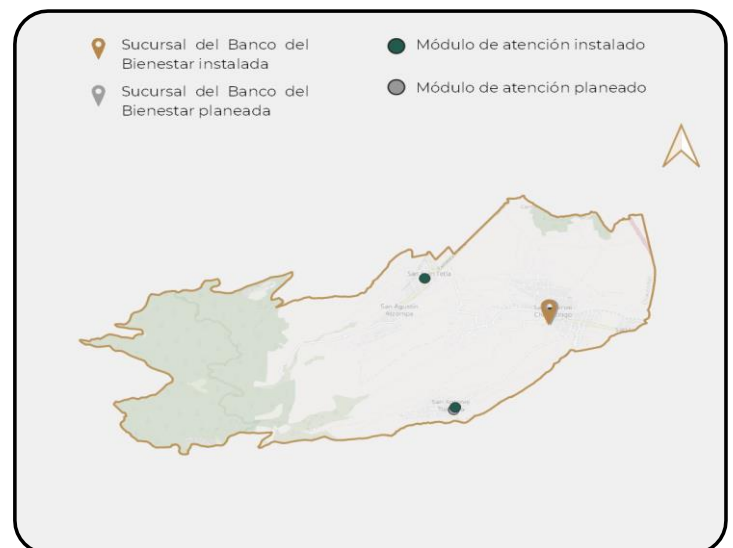 Sucursal del Banco del
Bienestar instalada
Sucursal del Banco del
Bienestar planeada
Módulo de atención instalado
Módulo de atención planeado
San Agustín
San